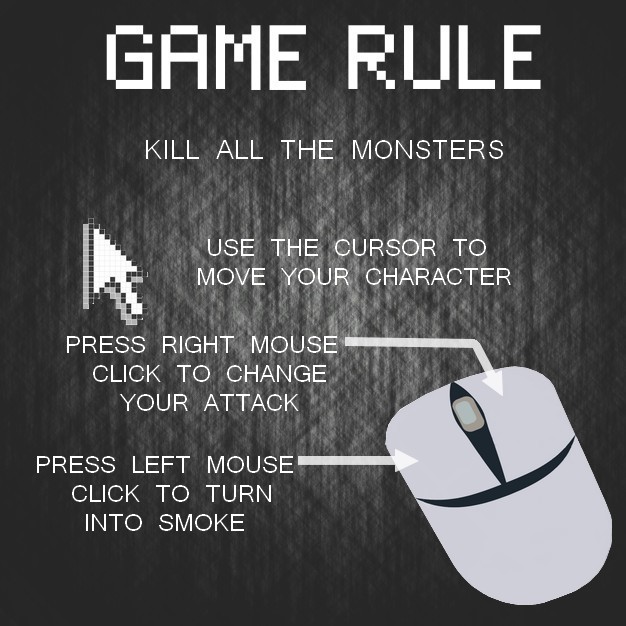 GAME RULE
KILL ALL THE MONSTERS
USE THE CURSOR TO
MOVE YOUR CHARACTER
PRESS RIGHT MOUSE
CLICK TO CHANGE
YOUR ATTACK
PRESS LEFT MOUSE
CLICK TO TURN
INTO SMOKE